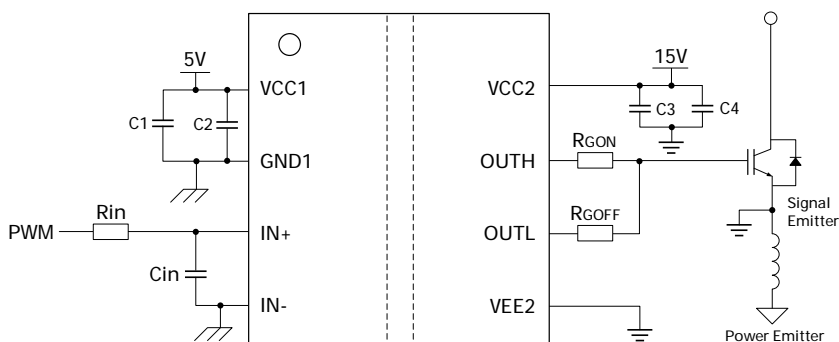 5V
VCC1
C1
C2
GND1
PWM
Rin
IN+
Cin
IN-
15V
VCC2
C3
C4
OUTH
RGON
OUTL
RGOFF
VEE2
Signal
Emitter
Power Emitter